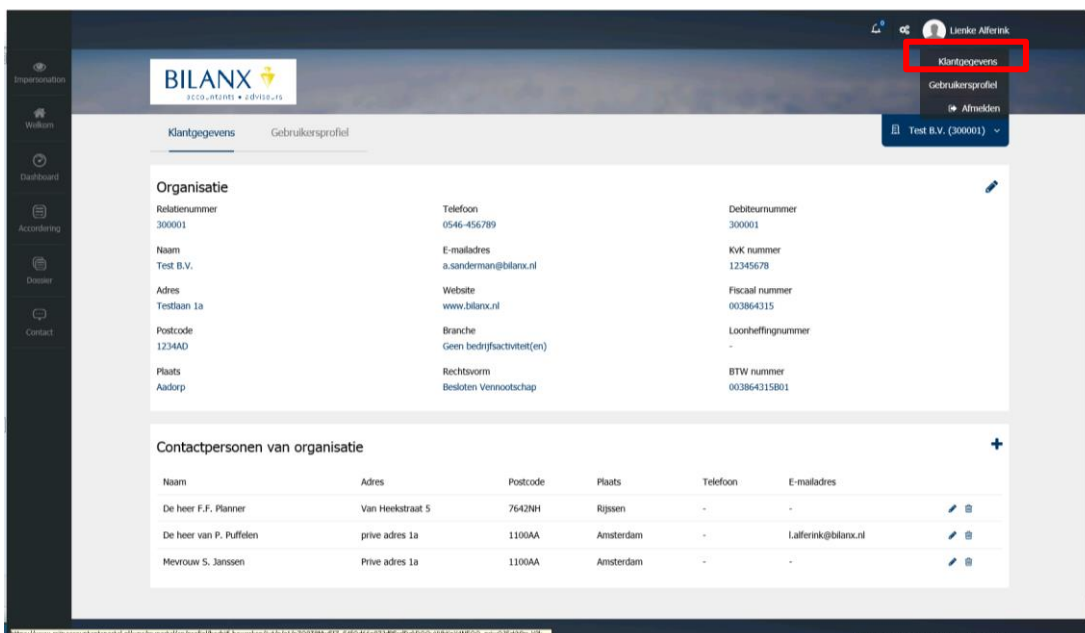 Lienke Alferink
Klantgegevens
Gebruikersprofiel
Afmelden
Impersonation
Welkom
Dashboard
Accordering
Dossier
Contact
BILANX
accountants • adviseurs
Klantgegevens Gebruikersprofiel
Test B.V. (300001)
Organisatie
Relatienummer Telefoon Debiteurnummer
300001 0546-456789 300001
Naam E-mailadres KvK nummer
Test B.V. a.sanderman@bilanx.nl 12345678
Adres Website Fiscaal nummer
Testlaan 1a www.bilanx.nl 003864315
Postcode Branche Loonheffingnummer
1234AD Geen bedrijfsactiviteit(en) -
Plaats Rechtsvorm BTW nummer
Aadorp Besloten Vennootschap 003864315B01
Contactpersonen van organisatie
Naam Adres Postcode Plaats Telefoon E-mailadres
De heer F.F. Planner Van Heekstraat 5 7642NH Rijssen - -
De heer van P. Puffelen prive adres 1a 1100AA Amsterdam - l.alferink@bilanx.nl
Mevrouw S. Janssen Prive adres 1a 1100AA Amsterdam - -